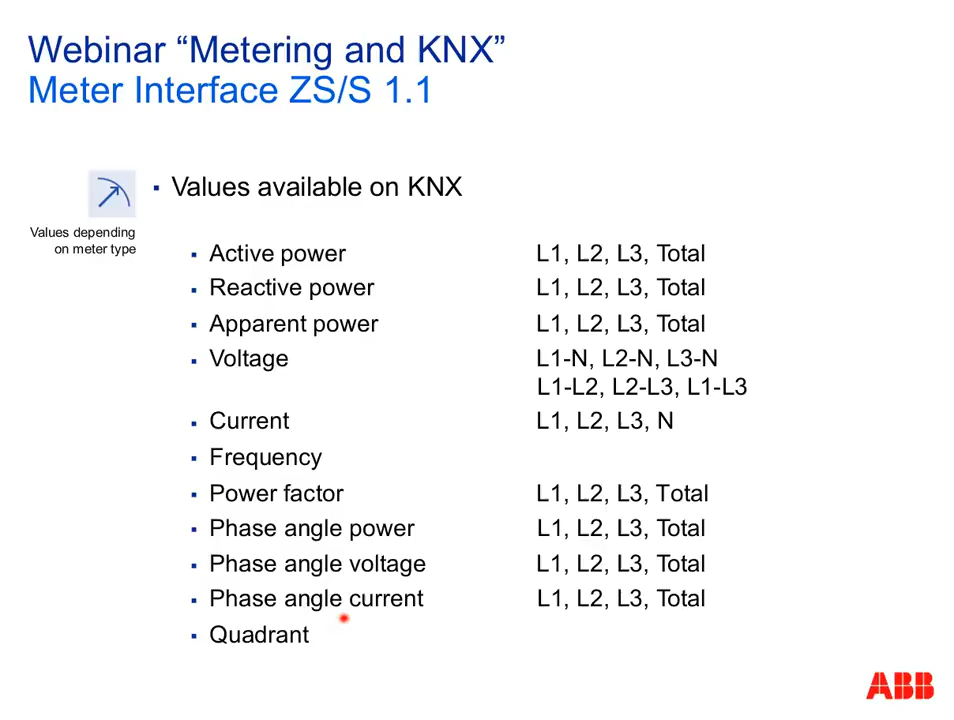 Webinar “Metering and KNX”
Meter Interface ZS/S 1.1
Values depending
on meter type
▪ Values available on KNX
▪ Active power L1, L2, L3, Total
▪ Reactive power L1, L2, L3, Total
▪ Apparent power L1, L2, L3, Total
▪ Voltage L1-N, L2-N, L3-N
L1-L2, L2-L3, L1-L3
▪ Current L1, L2, L3, N
▪ Frequency
▪ Power factor L1, L2, L3, Total
▪ Phase angle power L1, L2, L3, Total
▪ Phase angle voltage L1, L2, L3, Total
▪ Phase angle current L1, L2, L3, Total
▪ Quadrant
ABB